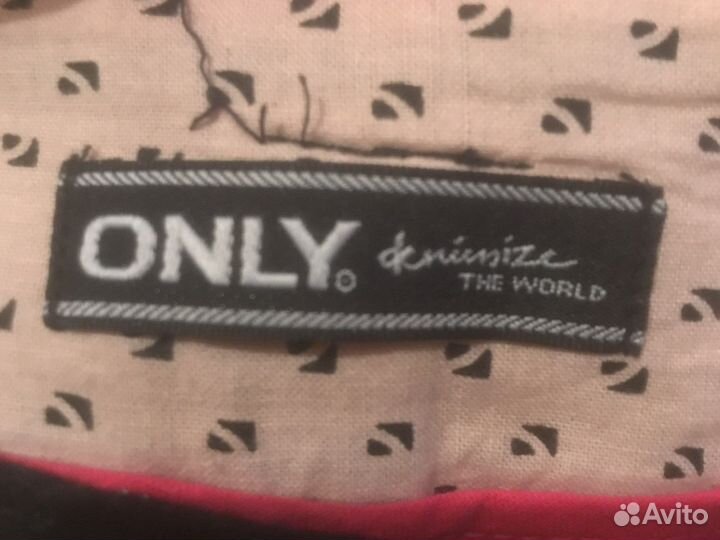 ONLY. denimize
THE WORLD
Avito